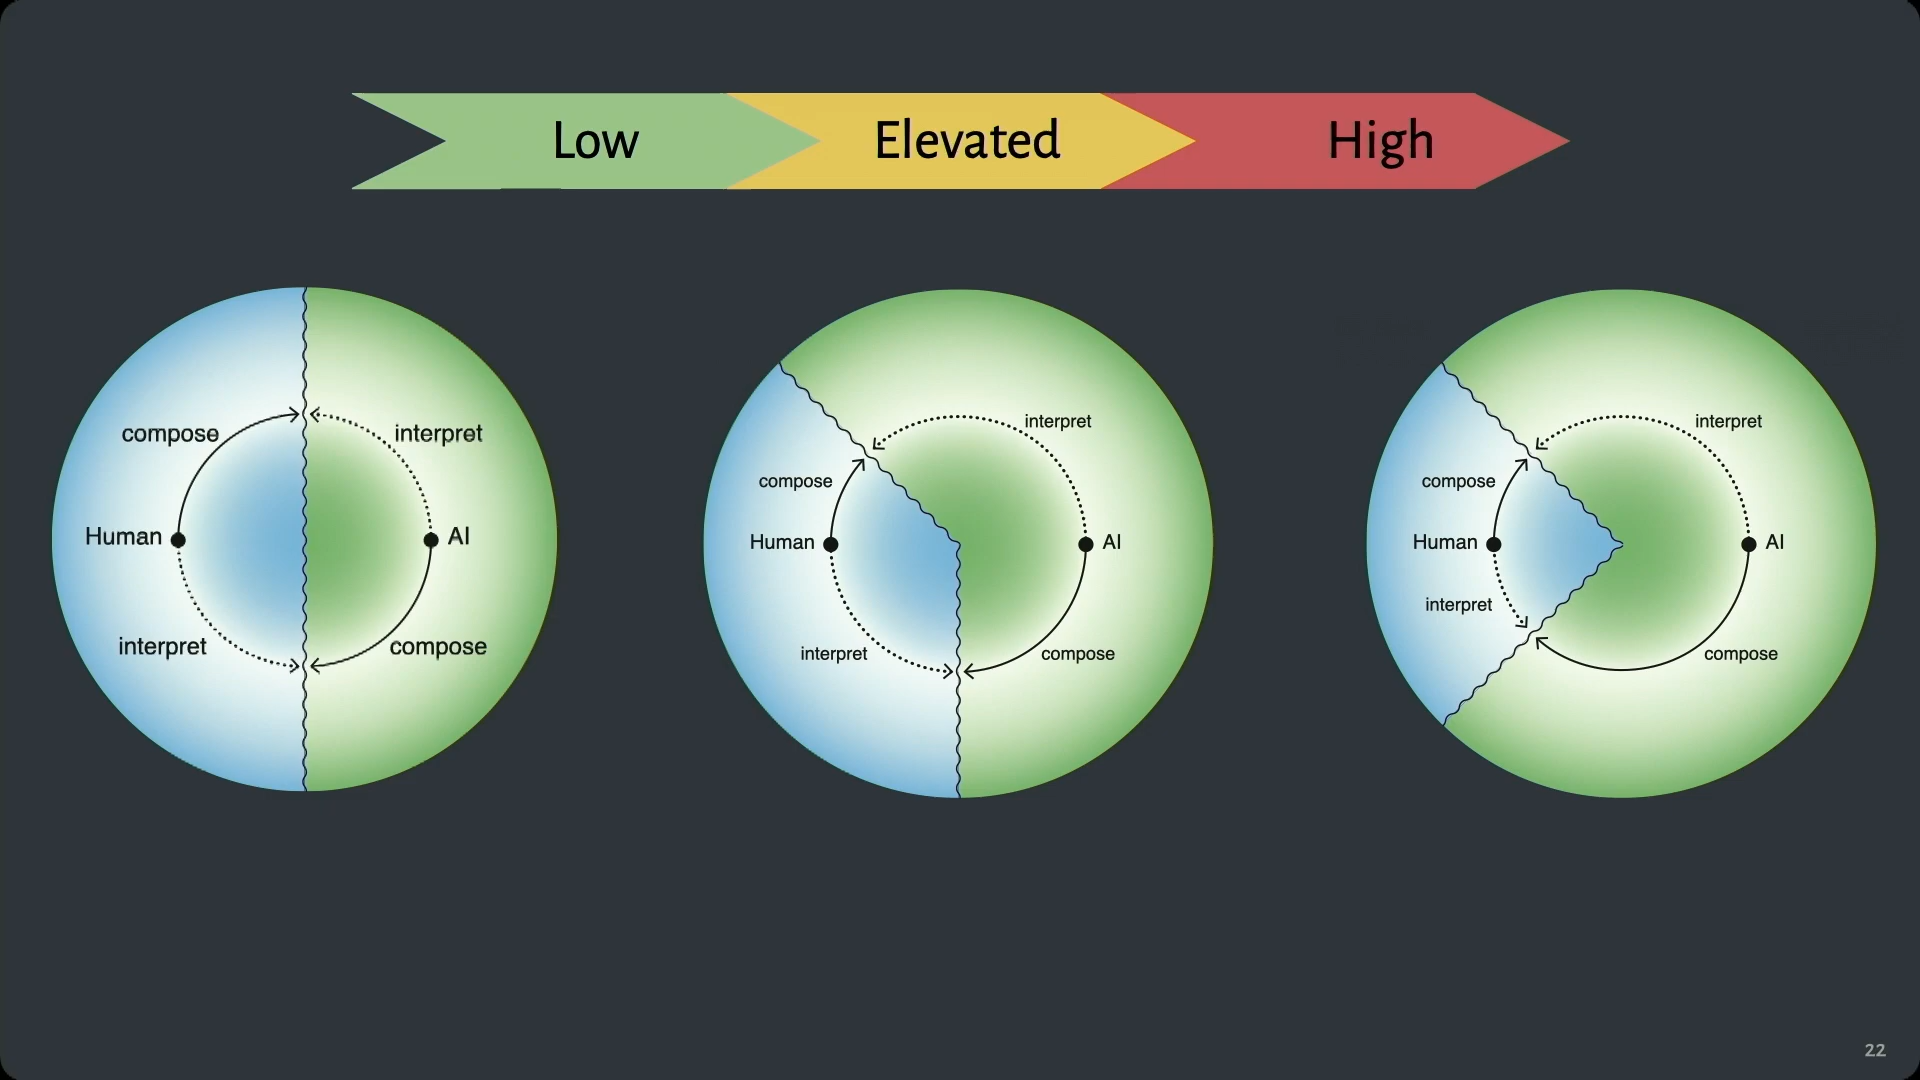 Low
Elevated
High
compose
interpret
Human
AI
interpret
compose
interpret
compose
Human
AI
interpret
compose
interpret
compose
Human
AI
interpret
compose
22